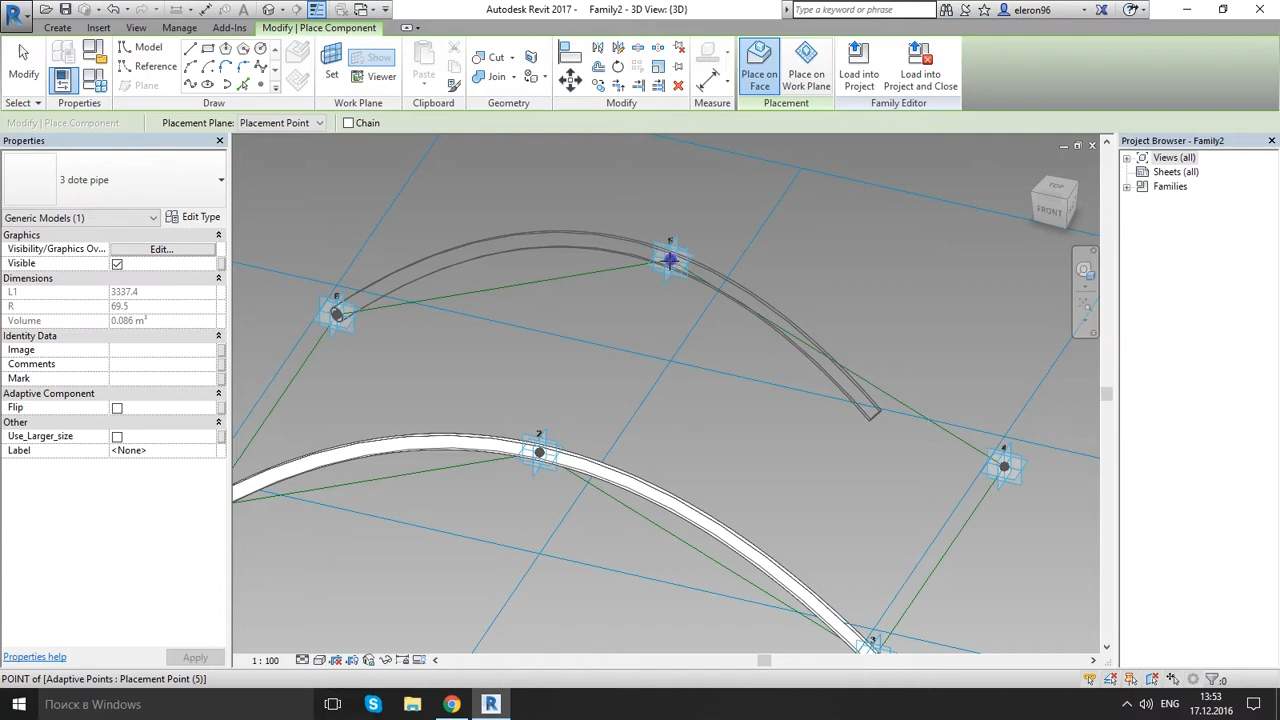 Autodesk Revit 2017 - Family2 - 3D View: {3D}
Type a keyword or phrase
eleron96
Create Insert View Manage Add-Ins Modify | Place Component
Modify
Select
Properties
Model
Reference
Plane
Draw
Set
Show
Viewer
Work Plane
Paste
Clipboard
Cut
Join
Geometry
Modify
Measure
Place on Face
Place on Work Plane
Placement
Load into Project
Load into Project and Close
Family Editor
Modify | Place Component
Placement Plane: Placement Point
Chain
Properties
3 dote pipe
Generic Models (1)
Edit Type
Graphics
Visibility/Graphics Ov... Edit...
Visible
Dimensions
L1 3337.4
R 69.5
Volume 0.086 m³
Identity Data
Image
Comments
Mark
Adaptive Component
Flip
Other
Use_Larger_size
Label <None>
Properties help
Apply
TOP
FRONT
5
6
4
2
3
Project Browser - Family2
Views (all)
Sheets (all)
Families
1 : 100
POINT of [Adaptive Points : Placement Point (5)]
:0
Поиск в Windows
ENG
13:53
17.12.2016